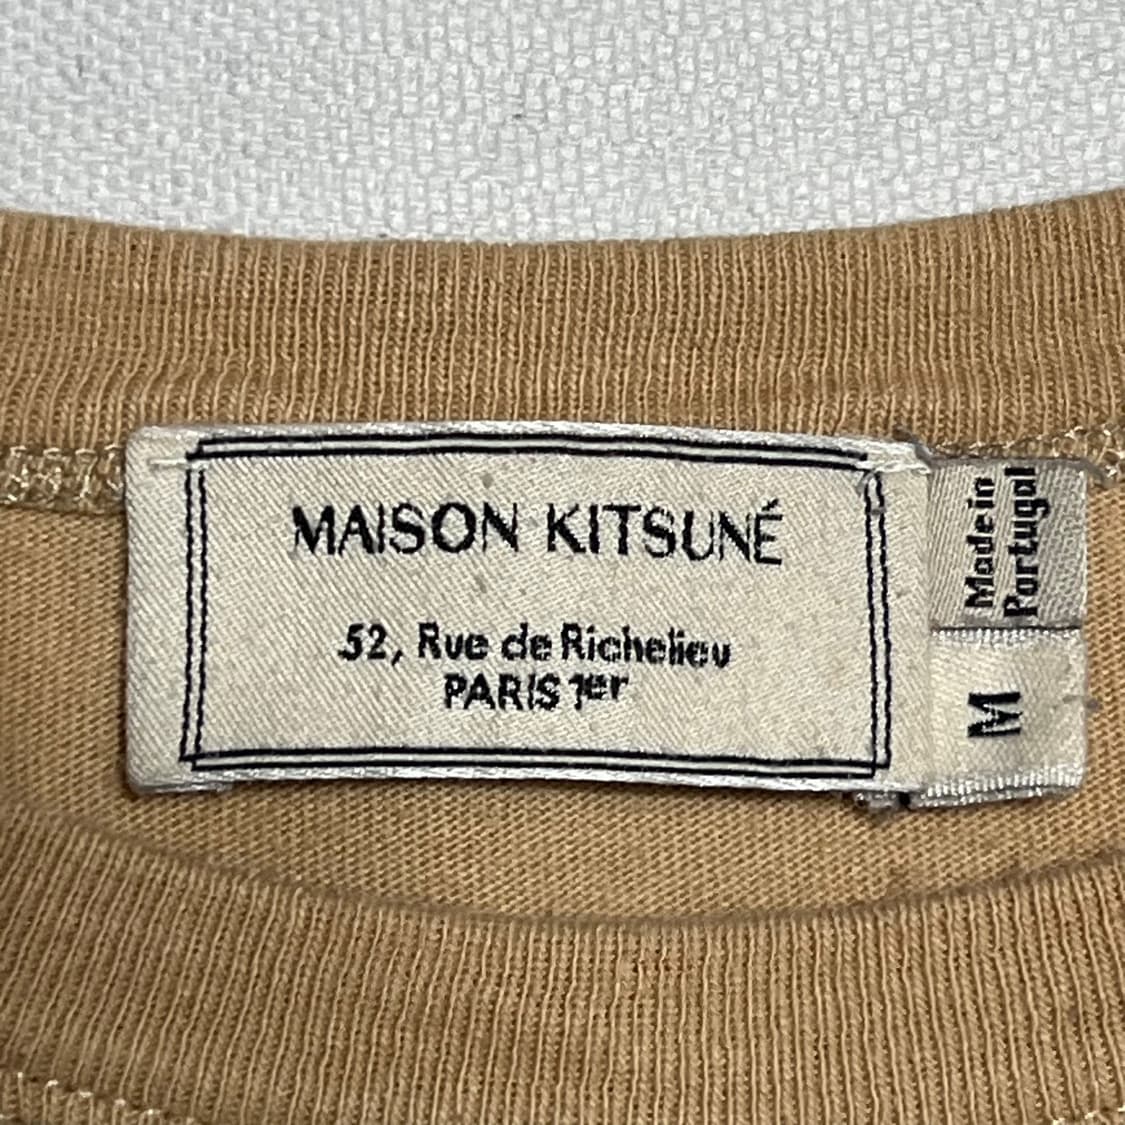 MAISON KITSUNÉ
52, Rue de Richelieu
PARIS 1er
Made in
Portugal
M